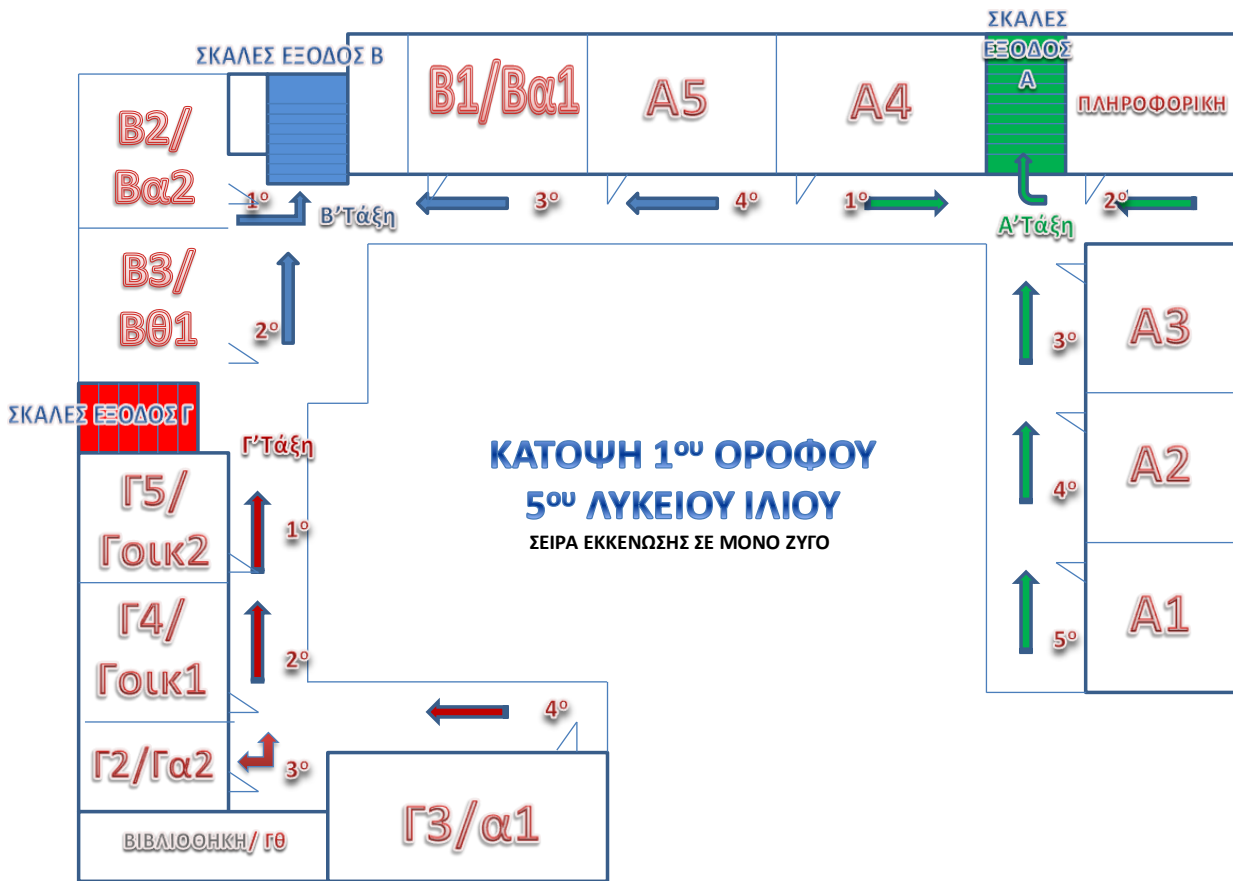 ΣΚΑΛΕΣ
ΕΞΟΔΟΣ
Α
ΣΚΑΛΕΣ ΕΞΟΔΟΣ Β
Β1/Βα1
Α5
Α4
ΠΛΗΡΟΦΟΡΙΚΗ
Β2/
Βα2
1ο
Β'Τάξη
3ο
4ο
1ο
2ο
Α'Τάξη
Β3/
Βθ1
2ο
Α3
3ο
ΣΚΑΛΕΣ ΕΞΟΔΟΣ Γ
Γ'Τάξη
ΚΑΤΟΨΗ 1ου ΟΡΟΦΟΥ
5ου ΛΥΚΕΙΟΥ ΙΛΙΟΥ
ΣΕΙΡΑ ΕΚΚΕΝΩΣΗΣ ΣΕ ΜΟΝΟ ΖΥΓΟ
Α2
4ο
Γ5/
Γοικ2
1ο
Γ4/
Γοικ1
2ο
Α1
5ο
4ο
Γ2/Γα2
3ο
Γ3/α1
ΒΙΒΛΙΟΘΗΚΗ/ Γθ